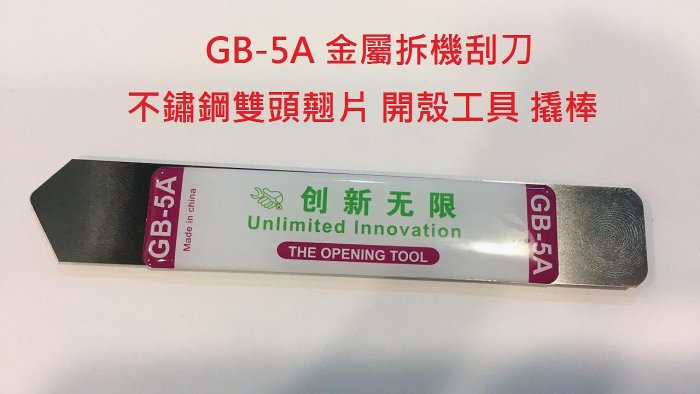 GB-5A 金屬拆機刮刀
不鏽鋼雙頭翹片 開殼工具 撬棒
GB-5A
Made in china
创新无限
Unlimited Innovation
THE OPENING TOOL
GB-5A